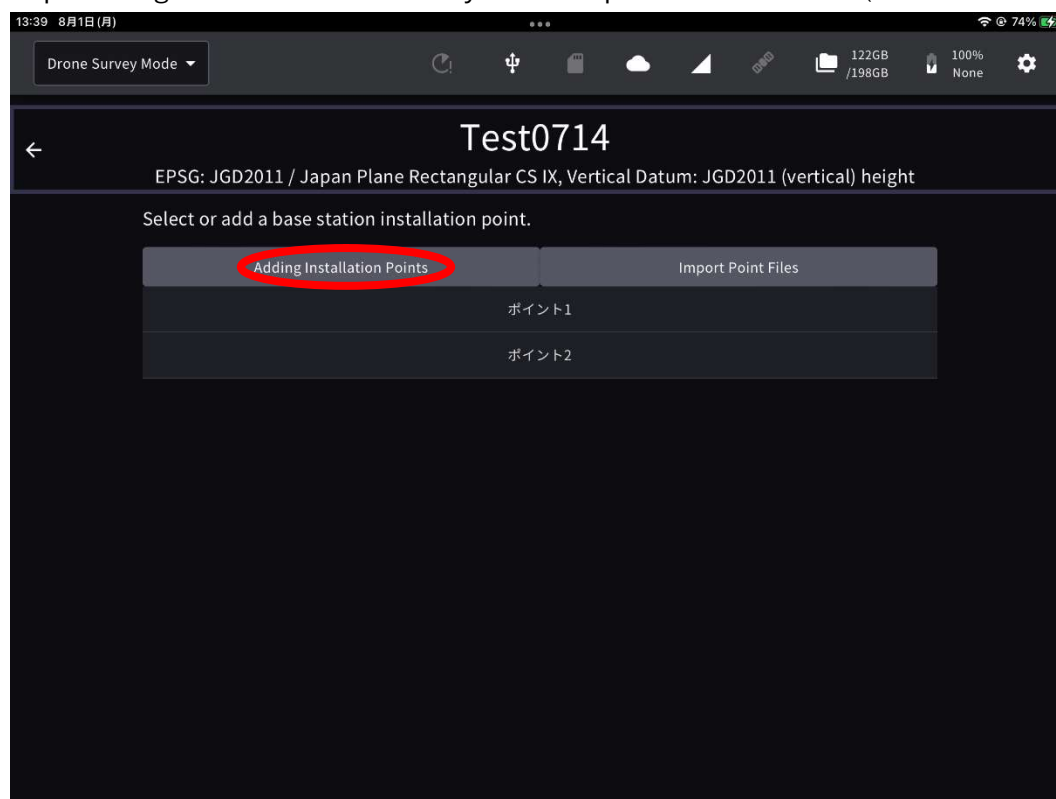 13:39 8月1日(月)
74%
Drone Survey Mode
122GB
/198GB
100%
None
Test0714
EPSG: JGD2011 / Japan Plane Rectangular CS IX, Vertical Datum: JGD2011 (vertical) height
Select or add a base station installation point.
Adding Installation Points
Import Point Files
ポイント1
ポイント2